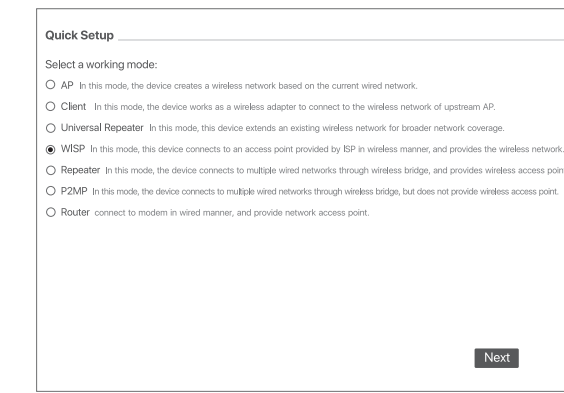 Quick Setup
Select a working mode:
AP In this mode, the device creates a wireless network based on the current wired network.
Client In this mode, the device works as a wireless adapter to connect to the wireless network of upstream AP.
Universal Repeater In this mode, this device extends an existing wireless network for broader network coverage.
WISP In this mode, this device connects to an access point provided by ISP in wireless manner, and provides the wireless network.
Repeater In this mode, the device connects to multiple wired networks through wireless bridge, and provides wireless access poin
P2MP In this mode, the device connects to multiple wired networks through wireless bridge, but does not provide wireless access point.
Router connect to modem in wired manner, and provide network access point.
Next